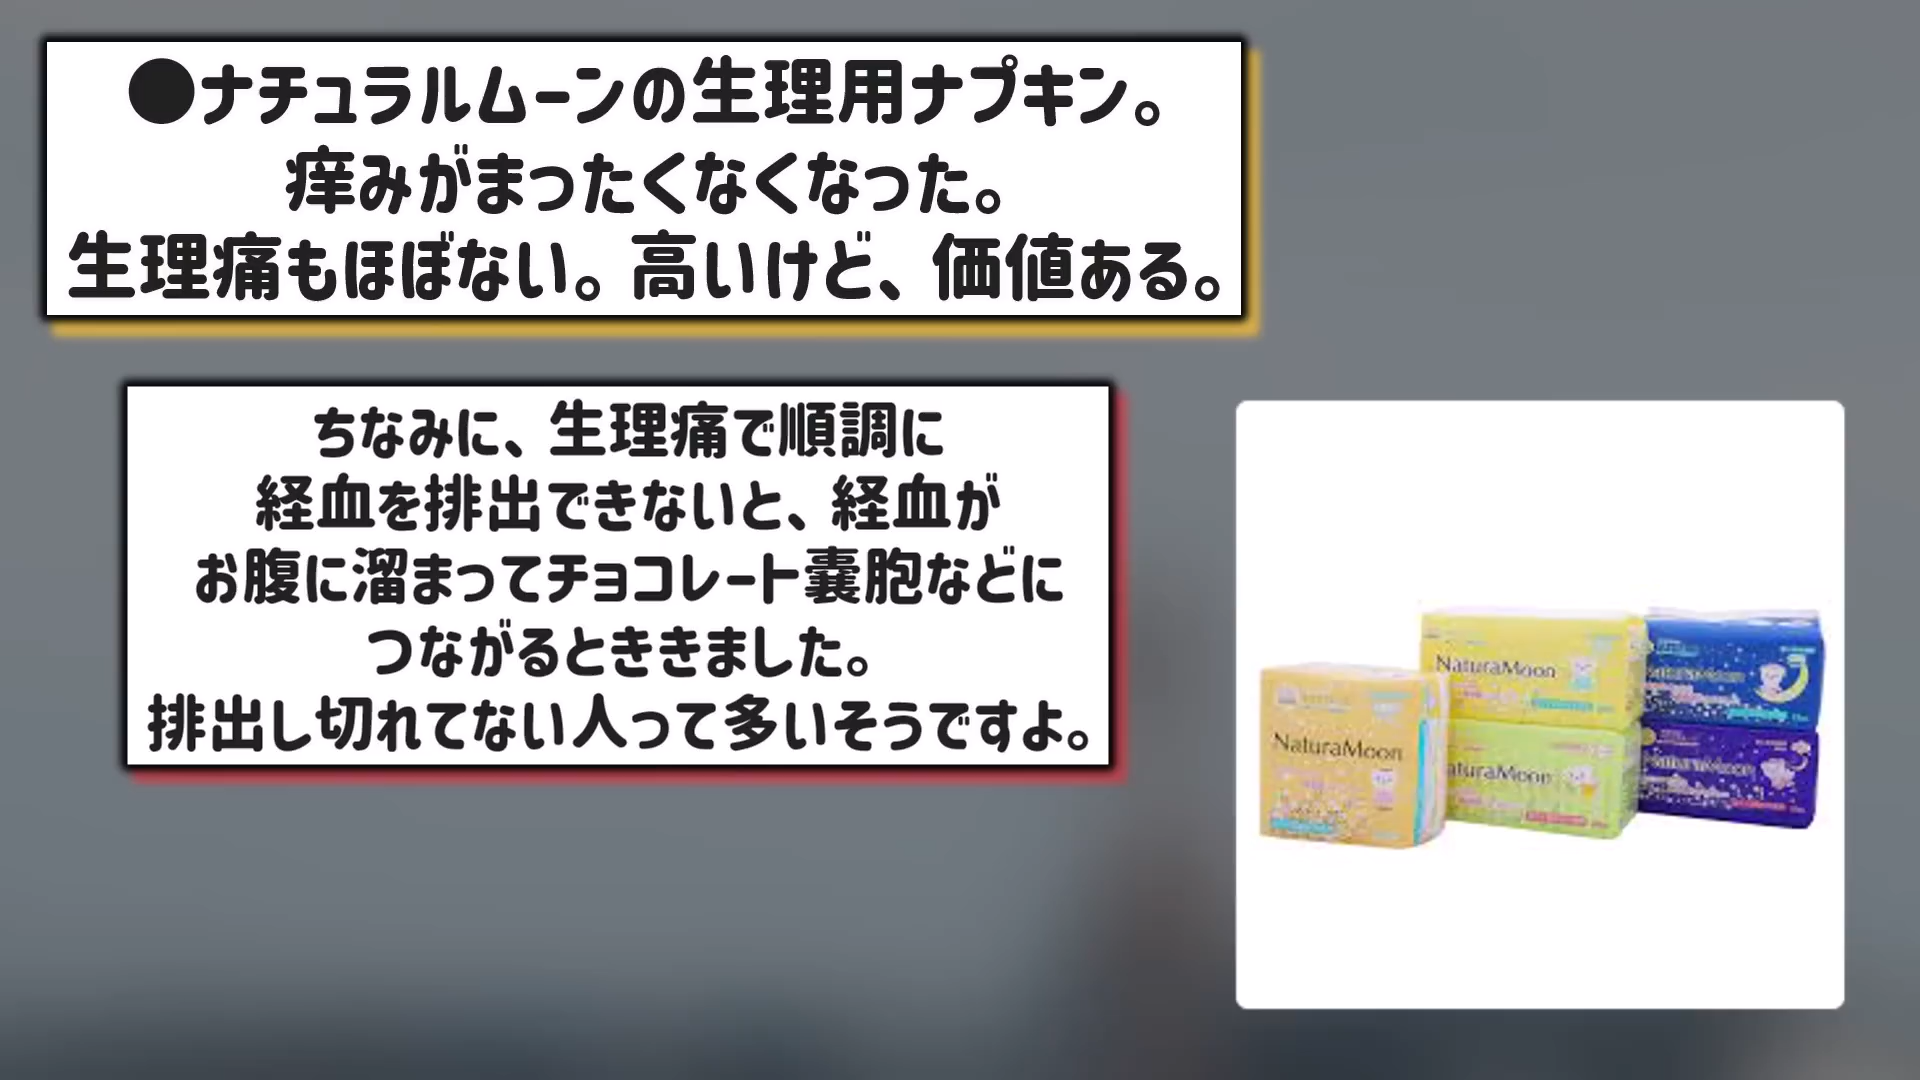 ●ナチュラルムーンの生理用ナプキン。
痒みがまったくなくなった。
生理痛もほぼない。高いけど、価値ある。
ちなみに、生理痛で順調に
経血を排出できないと、経血が
お腹に溜まってチョコレート嚢胞などに
つながるとききました。
排出し切れてない人って多いそうですよ。
NaturaMoon
NaturaMoon
NaturaMoon
aturaMoon
NaturaMoon